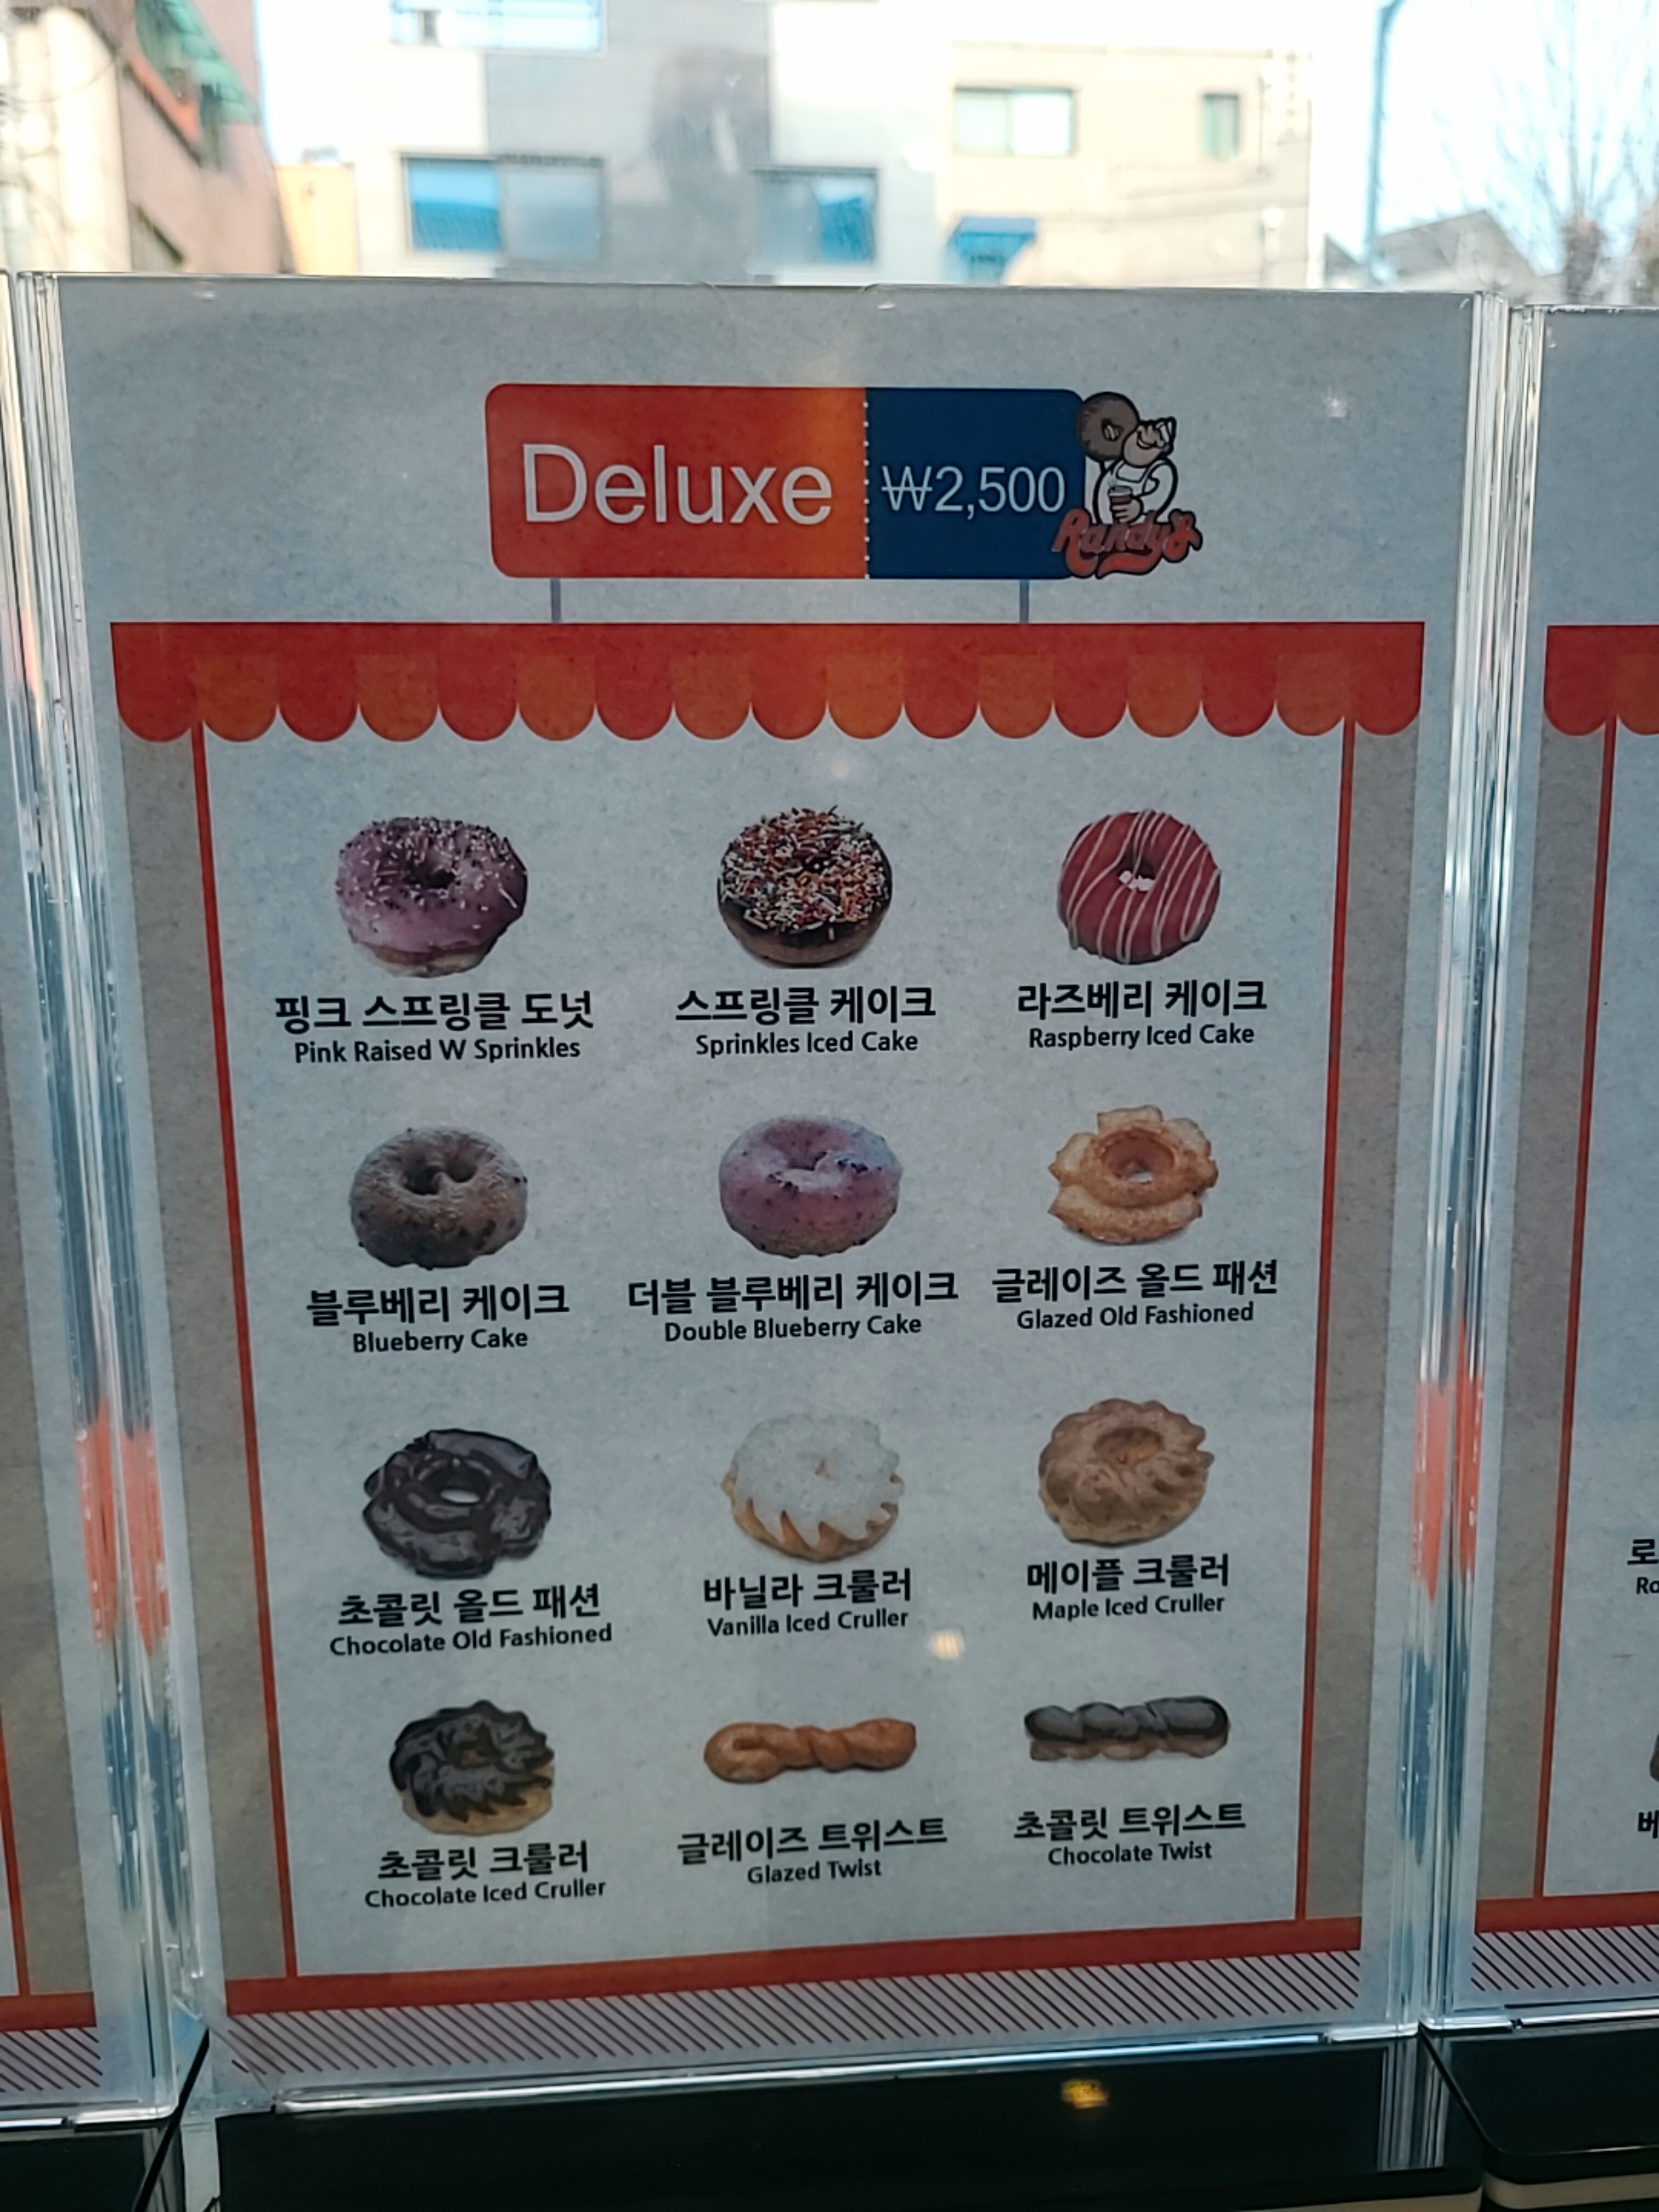 Deluxe ₩2,500
Randy's
핑크 스프링클 도넛
Pink Raised W Sprinkles
스프링클 케이크
Sprinkles Iced Cake
라즈베리 케이크
Raspberry Iced Cake
블루베리 케이크
Blueberry Cake
더블 블루베리 케이크
Double Blueberry Cake
글레이즈 올드 패션
Glazed Old Fashioned
초콜릿 올드 패션
Chocolate Old Fashioned
바닐라 크룰러
Vanilla Iced Cruller
메이플 크룰러
Maple Iced Cruller
초콜릿 크룰러
Chocolate Iced Cruller
글레이즈 트위스트
Glazed Twist
초콜릿 트위스트
Chocolate Twist